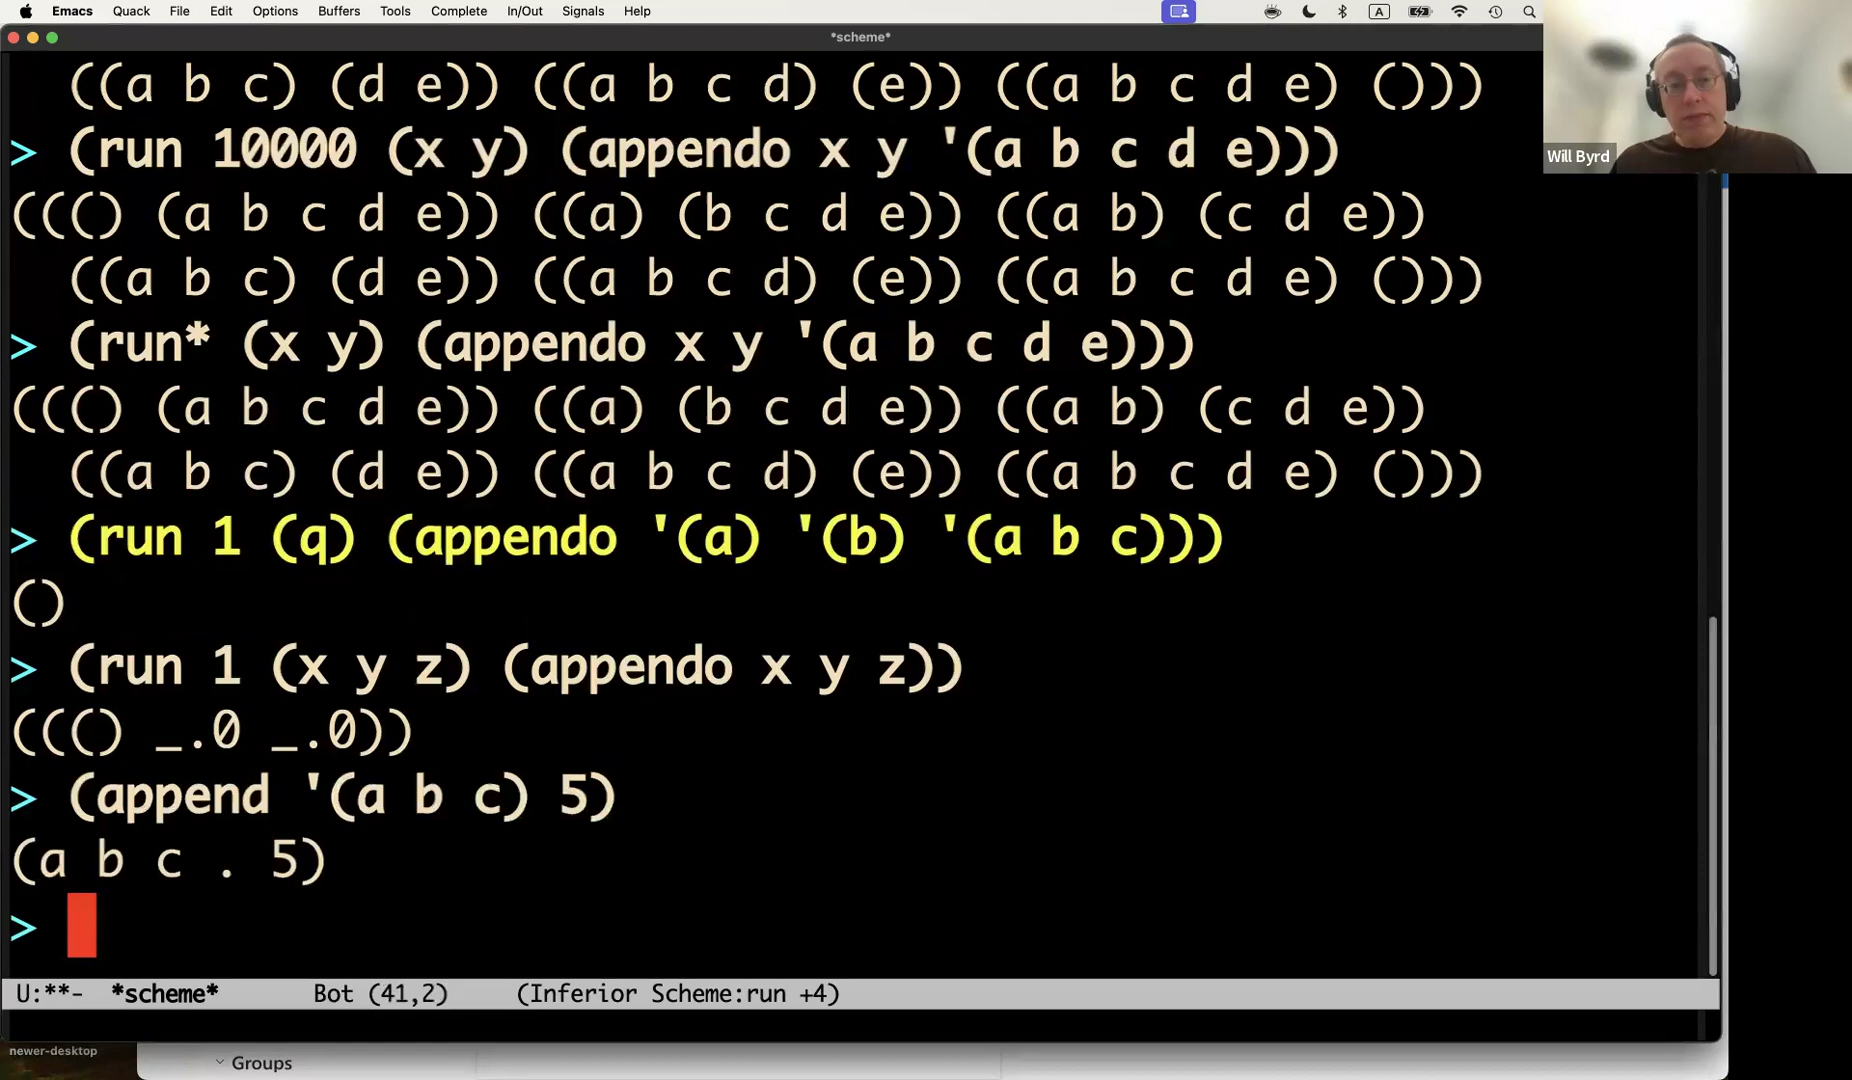 Emacs Quack File Edit Options Buffers Tools Complete In/Out Signals Help A
*scheme*
((a b c) (d e)) ((a b c d) (e)) ((a b c d e) ()))
> (run 10000 (x y) (appendo x y '(a b c d e)))
((() (a b c d e)) ((a) (b c d e)) ((a b) (c d e))
((a b c) (d e)) ((a b c d) (e)) ((a b c d e) ()))
> (run* (x y) (appendo x y '(a b c d e)))
((() (a b c d e)) ((a) (b c d e)) ((a b) (c d e))
((a b c) (d e)) ((a b c d) (e)) ((a b c d e) ()))
> (run 1 (q) (appendo '(a) '(b) '(a b c)))
()
> (run 1 (x y z) (appendo x y z))
((() _.0 _.0))
> (append '(a b c) 5)
(a b c . 5)
>
U:**- *scheme* Bot (41,2) (Inferior Scheme:run +4)
newer-desktop
Groups
Will Byrd